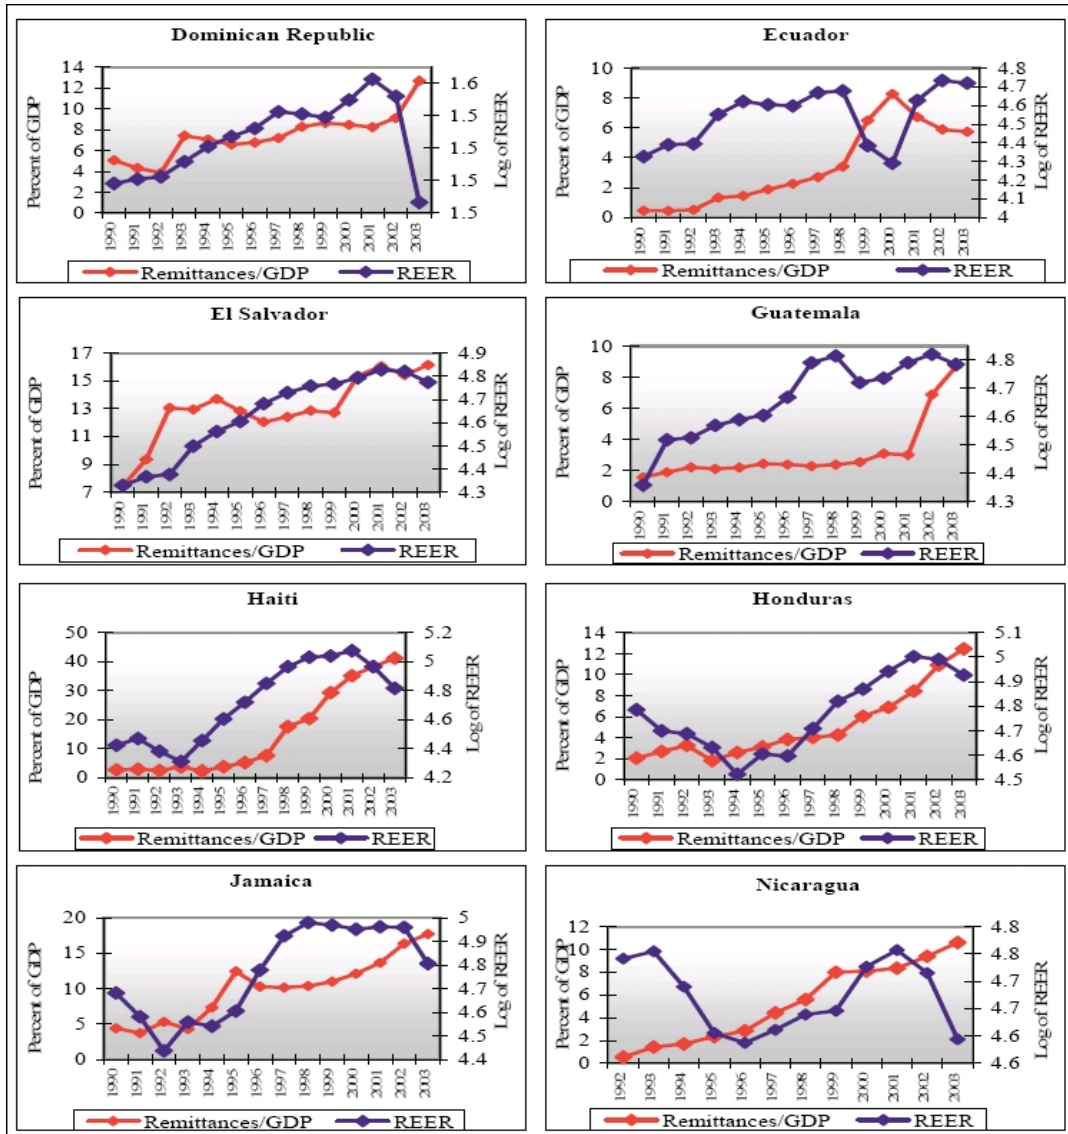 Dominican Republic
Percent of GDP
14
12
10
8
6
4
2
0
1.6
1.5
1.5
1.5
1.5
Log of REER
1990 1991 1992 1993 1994 1995 1996 1997 1998 1999 2000 2001 2002 2003
Remittances/GDP REER
Ecuador
Percent of GDP
10
8
6
4
2
0
4.8
4.7
4.6
4.5
4.4
4.3
4.2
4.1
4
Log of REER
1990 1991 1992 1993 1994 1995 1996 1997 1998 1999 2000 2001 2002 2003
Remittances/GDP REER
El Salvador
Percent of GDP
17
15
13
11
9
7
4.9
4.8
4.7
4.6
4.5
4.4
4.3
Log of REER
1990 1991 1992 1993 1994 1995 1996 1997 1998 1999 2000 2001 2002 2003
Remittances/GDP REER
Guatemala
Percent of GDP
10
8
6
4
2
0
4.8
4.7
4.6
4.5
4.4
4.3
Log of REER
1990 1991 1992 1993 1994 1995 1996 1997 1998 1999 2000 2001 2002 2003
Remittances/GDP REER
Haiti
Percent of GDP
50
40
30
20
10
0
5.2
5
4.8
4.6
4.4
4.2
Log of REER
1990 1991 1992 1993 1994 1995 1996 1997 1998 1999 2000 2001 2002 2003
Remittances/GDP REER
Honduras
Percent of GDP
14
12
10
8
6
4
2
0
5.1
5
4.9
4.8
4.7
4.6
4.5
Log of REER
1990 1991 1992 1993 1994 1995 1996 1997 1998 1999 2000 2001 2002 2003
Remittances/GDP REER
Jamaica
Percent of GDP
20
15
10
5
0
5
4.9
4.8
4.7
4.6
4.5
4.4
Log of REER
1990 1991 1992 1993 1994 1995 1996 1997 1998 1999 2000 2001 2002 2003
Remittances/GDP REER
Nicaragua
Percent of GDP
12
10
8
6
4
2
0
4.8
4.8
4.7
4.7
4.6
4.6
Log of REER
1992 1993 1994 1995 1996 1997 1998 1999 2000 2001 2002 2003
Remittances/GDP REER